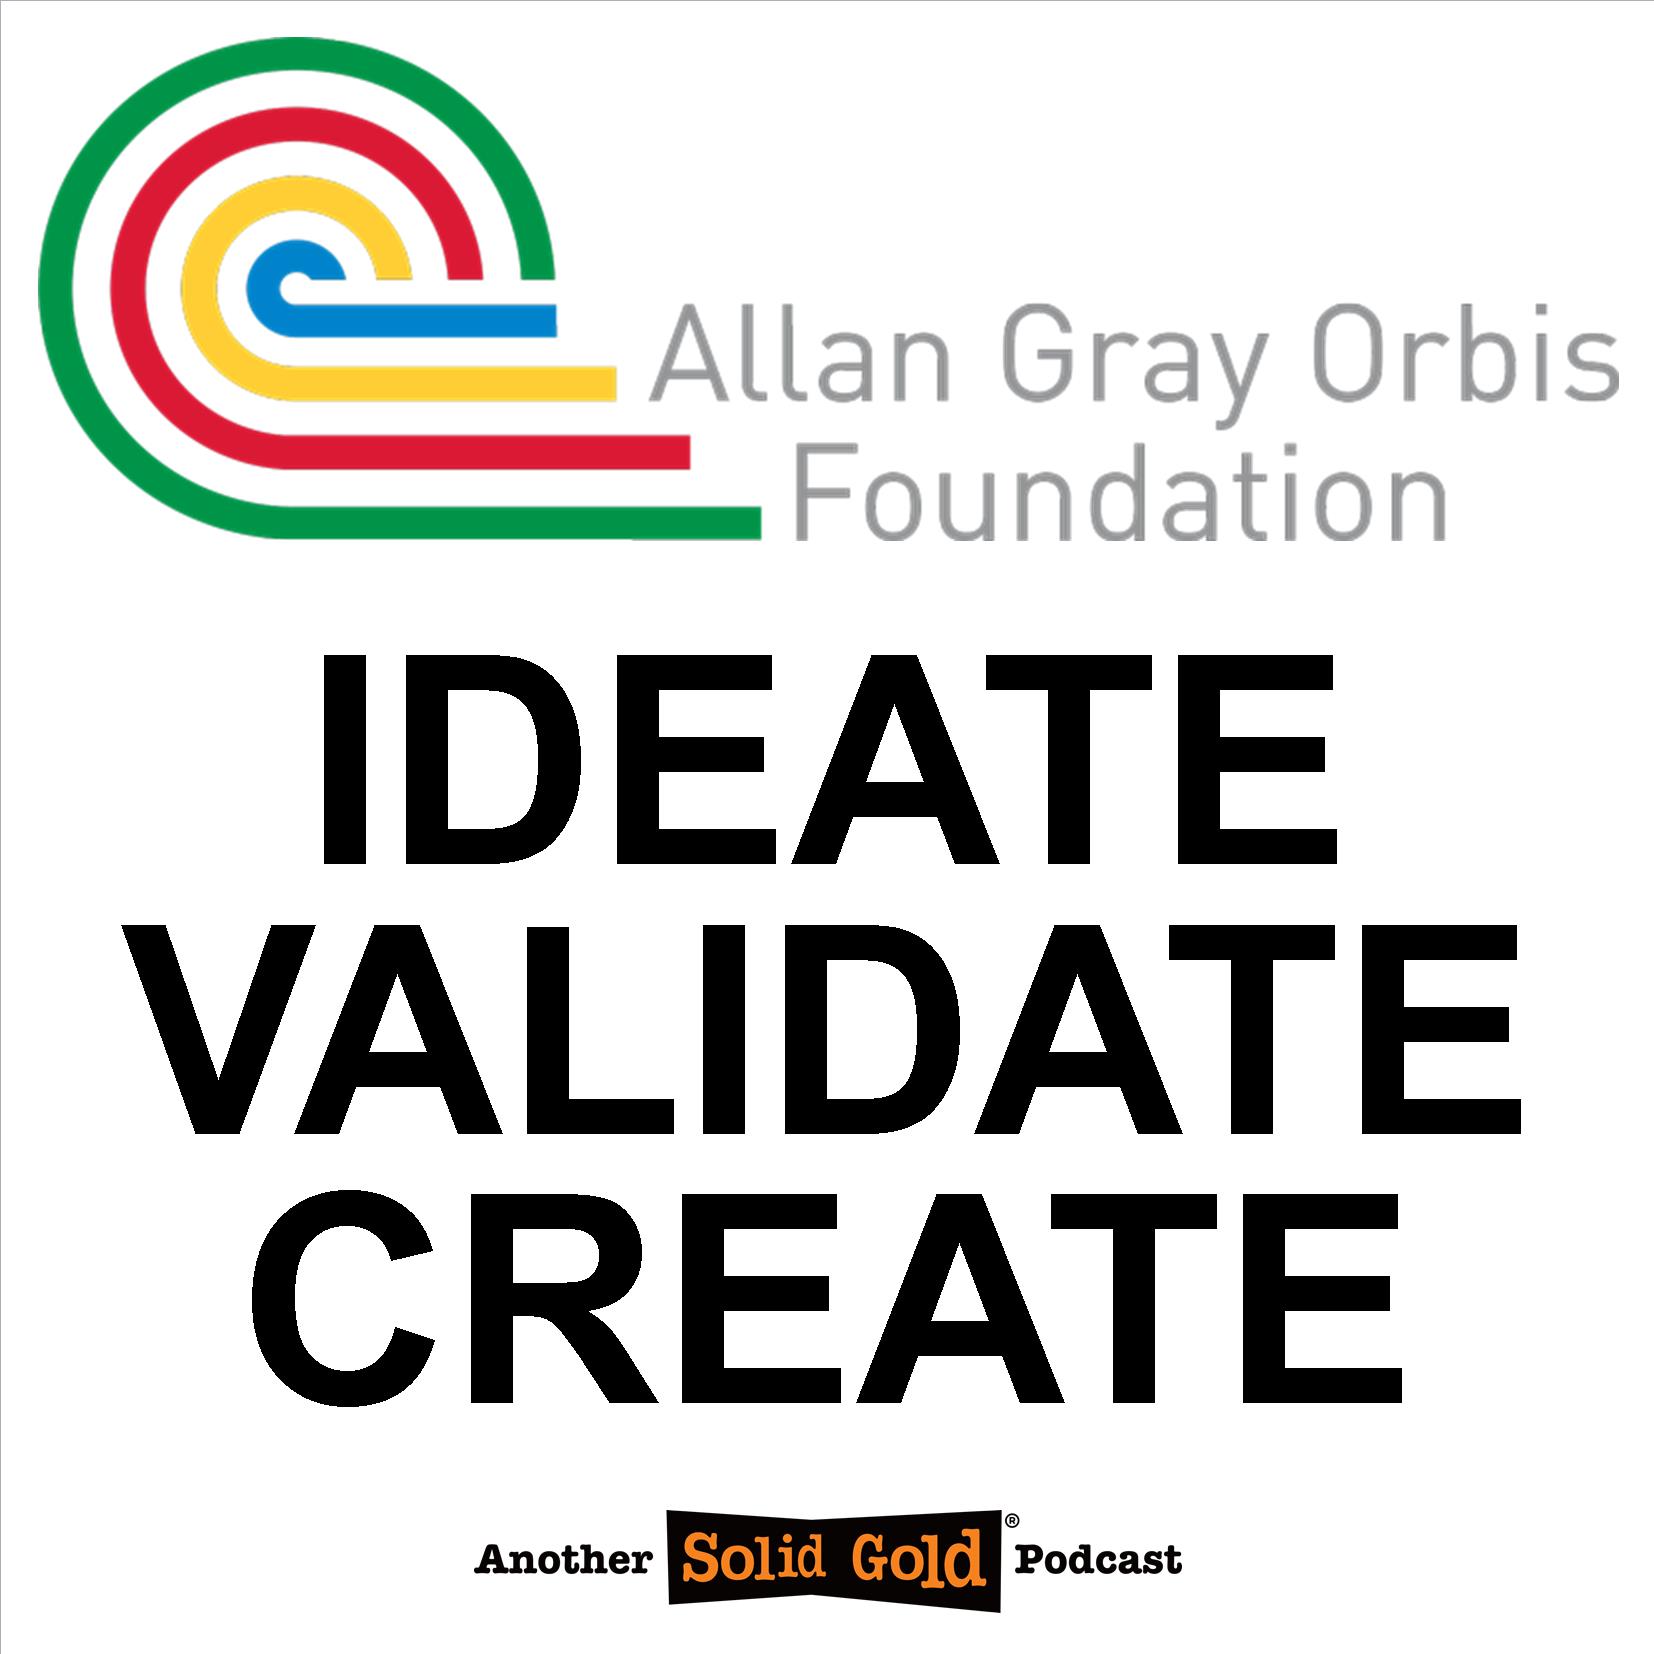 Allan Gray Orbis
Foundation
IDEATE
VALIDATE
CREATE
Another Solid Gold® Podcast